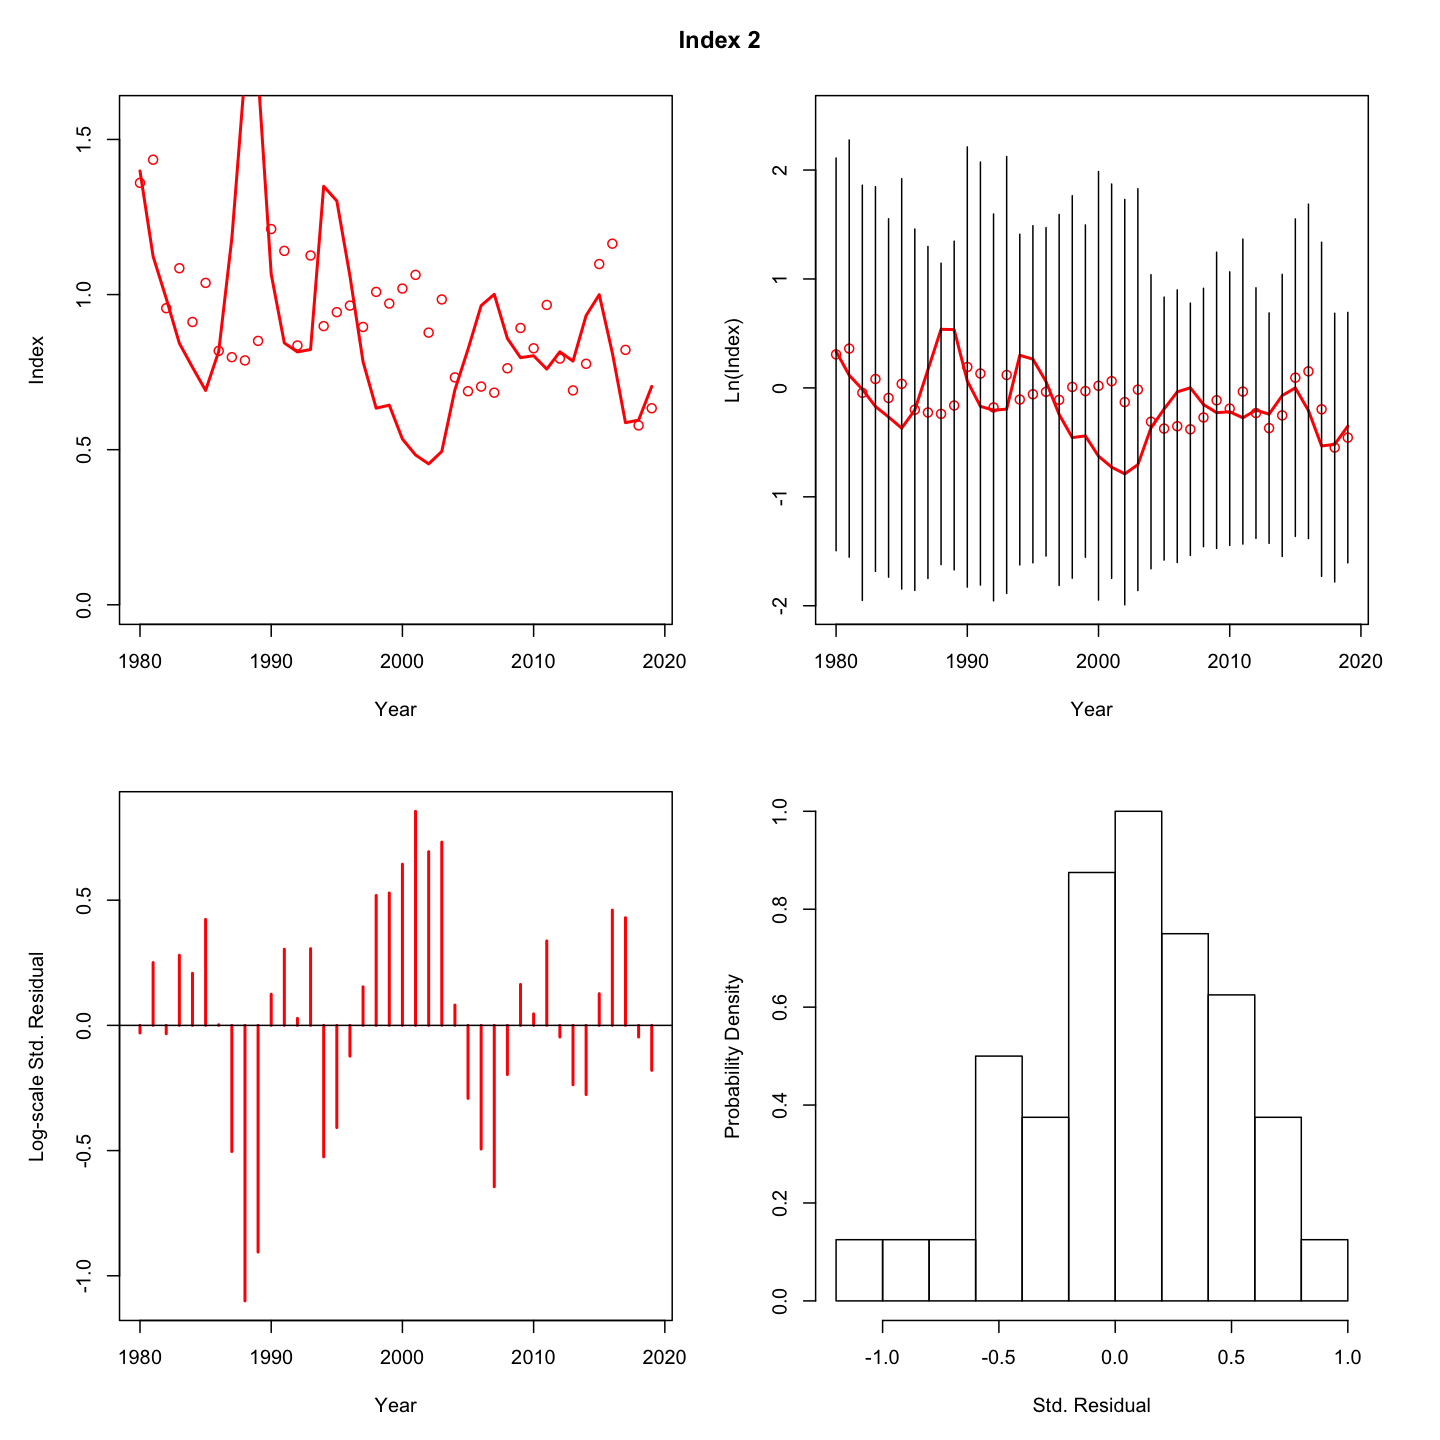 Index 2
Index
0.0 0.5 1.0 1.5
1980 1990 2000 2010 2020
Year
Ln(Index)
-2 -1 0 1 2
1980 1990 2000 2010 2020
Year
Log-scale Std. Residual
-1.0 -0.5 0.0 0.5
1980 1990 2000 2010 2020
Year
Probability Density
0.0 0.2 0.4 0.6 0.8 1.0
-1.0 -0.5 0.0 0.5 1.0
Std. Residual